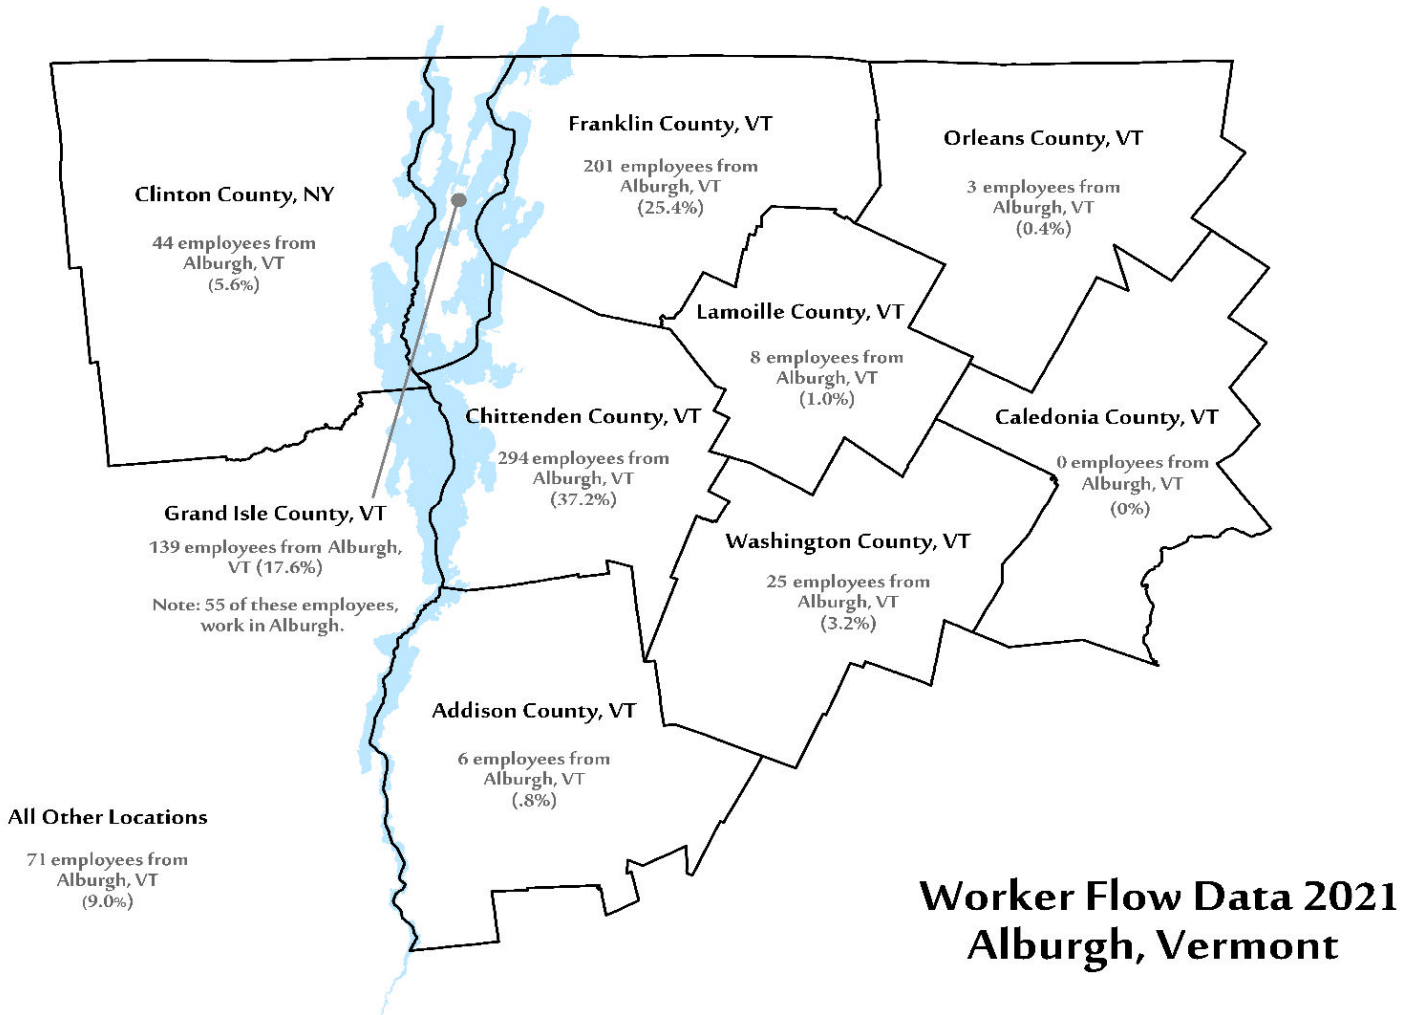 Franklin County, VT
201 employees from
Alburgh, VT
(25.4%)
Orleans County, VT
3 employees from
Alburgh, VT
(0.4%)
Clinton County, NY
44 employees from
Alburgh, VT
(5.6%)
Lamoille County, VT
8 employees from
Alburgh, VT
(1.0%)
Chittenden County, VT
294 employees from
Alburgh, VT
(37.2%)
Caledonia County, VT
0 employees from
Alburgh, VT
(0%)
Grand Isle County, VT
139 employees from Alburgh,
VT (17.6%)
Note: 55 of these employees,
work in Alburgh.
Washington County, VT
25 employees from
Alburgh, VT
(3.2%)
Addison County, VT
6 employees from
Alburgh, VT
(.8%)
All Other Locations
71 employees from
Alburgh, VT
(9.0%)
Worker Flow Data 2021
Alburgh, Vermont